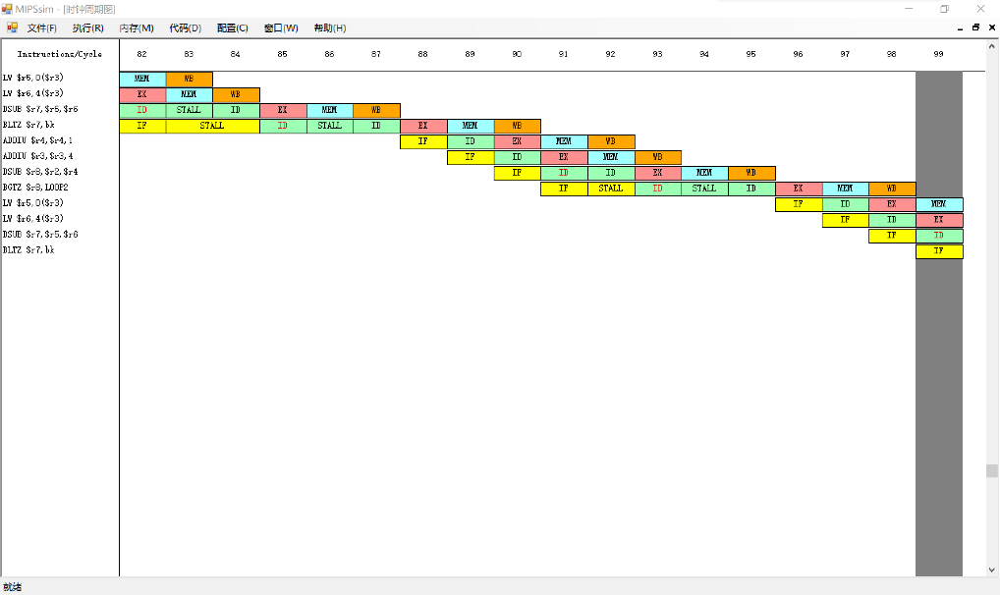 MIPSsim - [时钟周期图]
文件(F) 执行(R) 内存(M) 代码(D) 配置(C) 窗口(W) 帮助(H)
Instructions/Cycle 82 83 84 85 86 87 88 89 90 91 92 93 94 95 96 97 98 99
LW $r5,0($r3) MEM WB
LW $r6,4($r3) EX MEM WB
DSUB $r7,$r5,$r6 ID STALL ID EX MEM WB
BLTZ $r7,bk IF STALL ID STALL ID EX MEM WB
ADDIU $r4,$r4,1 IF ID EX MEM WB
ADDIU $r3,$r3,4 IF ID EX MEM WB
DSUB $r8,$r2,$r4 IF ID ID EX MEM WB
BGTZ $r8,LOOP2 IF STALL ID STALL ID EX MEM WB
LW $r5,0($r3) IF ID EX MEM
LW $r6,4($r3) IF ID EX
DSUB $r7,$r5,$r6 IF ID
BLTZ $r7,bk IF
就绪